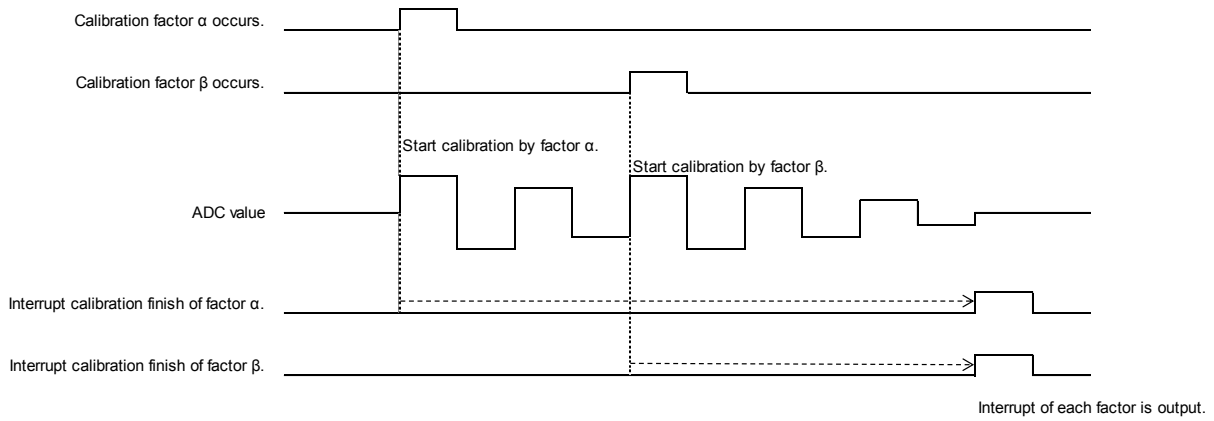 Calibration factor α occurs.
Calibration factor β occurs.
Start calibration by factor α.
Start calibration by factor β.
ADC value
Interrupt calibration finish of factor α.
Interrupt calibration finish of factor β.
Interrupt of each factor is output.